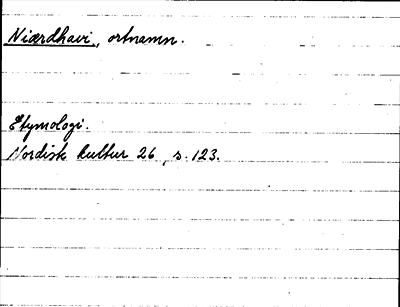 Niærdhavi, ortnamn.
Etymologi.
Nordisk kultur 26, s. 123.